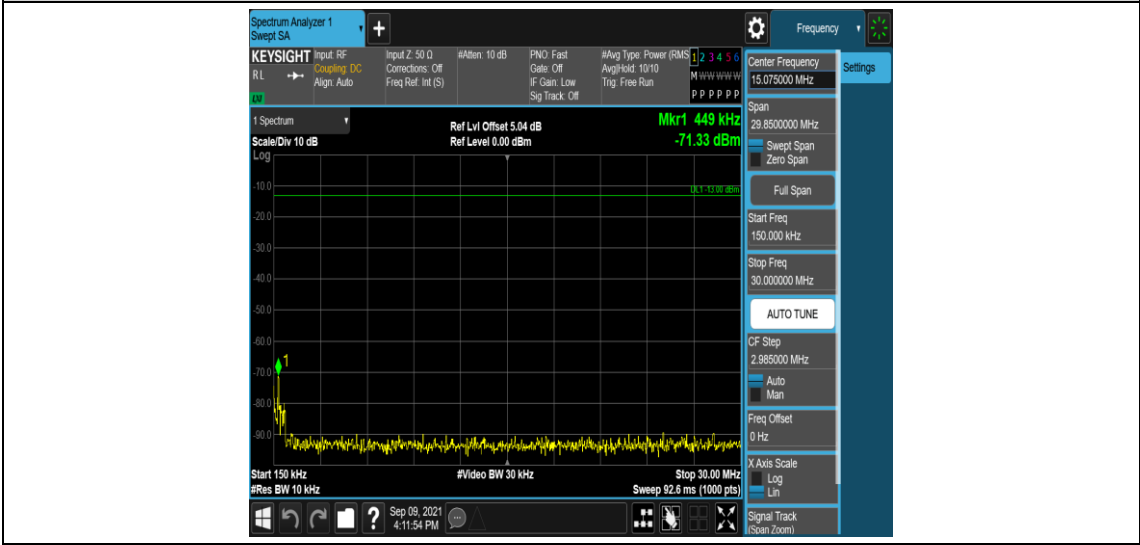 Spectrum Analyzer 1
Swept SA
+
Frequency
KEYSIGHT
RL
LXI
Input: RF
Coupling: DC
Align: Auto
Input Z: 50 Ω
Corrections: Off
Freq Ref: Int (S)
#Atten: 10 dB
PNO: Fast
Gate: Off
IF Gain: Low
Sig Track: Off
#Avg Type: Power (RMS
Avg|Hold: 10/10
Trig: Free Run
1 2 3 4 5 6
M W W W W W
P P P P P P
1 Spectrum
Scale/Div 10 dB
Log
Ref Lvl Offset 5.04 dB
Ref Level 0.00 dBm
Mkr1 449 kHz
-71.33 dBm
DL1 -13.00 dBm
-10.0
-20.0
-30.0
-40.0
-50.0
-60.0
-70.0
-80.0
-90.0
1
Start 150 kHz
#Res BW 10 kHz
#Video BW 30 kHz
Stop 30.00 MHz
Sweep 92.6 ms (1000 pts)
Center Frequency
15.075000 MHz
Settings
Span
29.8500000 MHz
Swept Span
Zero Span
Full Span
Start Freq
150.000 kHz
Stop Freq
30.000000 MHz
AUTO TUNE
CF Step
2.985000 MHz
Auto
Man
Freq Offset
0 Hz
X Axis Scale
Log
Lin
Signal Track
(Span Zoom)
?
Sep 09, 2021
4:11:54 PM